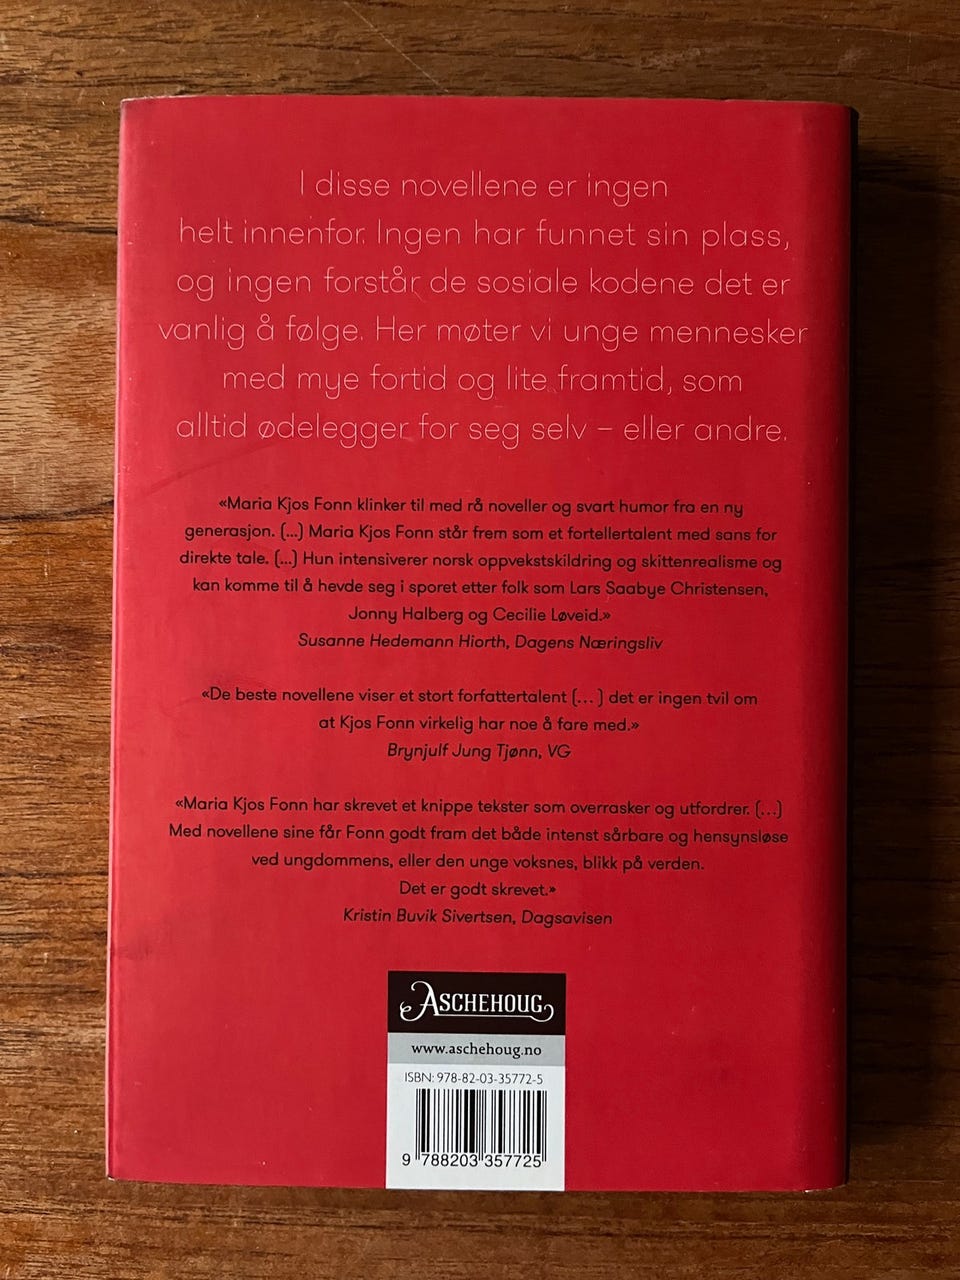 I disse novellene er ingen
helt innenfor. Ingen har funnet sin plass,
og ingen forstår de sosiale kodene det er
vanlig å følge. Her møter vi unge mennesker
med mye fortid og lite framtid, som
alltid ødelegger for seg selv – eller andre.
«Maria Kjos Fonn klinker til med rå noveller og svart humor fra en ny
generasjon. (...) Maria Kjos Fonn står frem som et fortellertalent med sans for
direkte tale. (...) Hun intensiverer norsk oppvekstskildring og skittenrealisme og
kan komme til å hevde seg i sporet etter folk som Lars Saabye Christensen,
Jonny Halberg og Cecilie Løveid.»
Susanne Hedemann Hiorth, Dagens Næringsliv
«De beste novellene viser et stort forfattertalent (... ) det er ingen tvil om
at Kjos Fonn virkelig har noe å fare med.»
Brynjulf Jung Tjønn, VG
«Maria Kjos Fonn har skrevet et knippe tekster som overrasker og utfordrer. (...)
Med novellene sine får Fonn godt fram det både intenst sårbare og hensynsløse
ved ungdommens, eller den unge voksnes, blikk på verden.
Det er godt skrevet.»
Kristin Buvik Sivertsen, Dagsavisen
ASCHEHOUG
www.aschehoug.no
ISBN: 978-82-03-35772-5
9 788203 357725